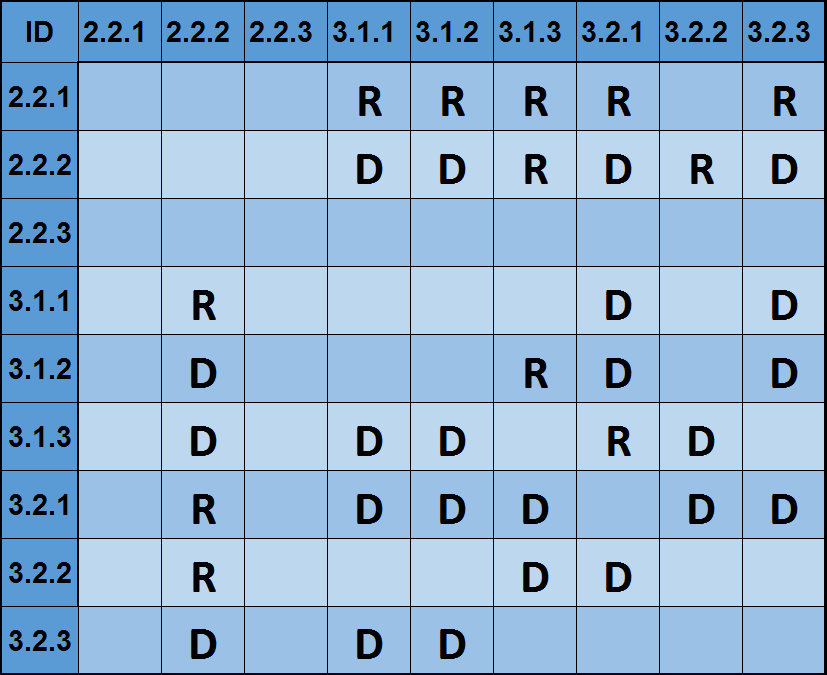 ID 2.2.1 2.2.2 2.2.3 3.1.1 3.1.2 3.1.3 3.2.1 3.2.2 3.2.3
2.2.1 R R R R R
2.2.2 D D R D R D
2.2.3
3.1.1 R D D
3.1.2 D R D D
3.1.3 D D D R D
3.2.1 R D D D D D
3.2.2 R D D
3.2.3 D D D